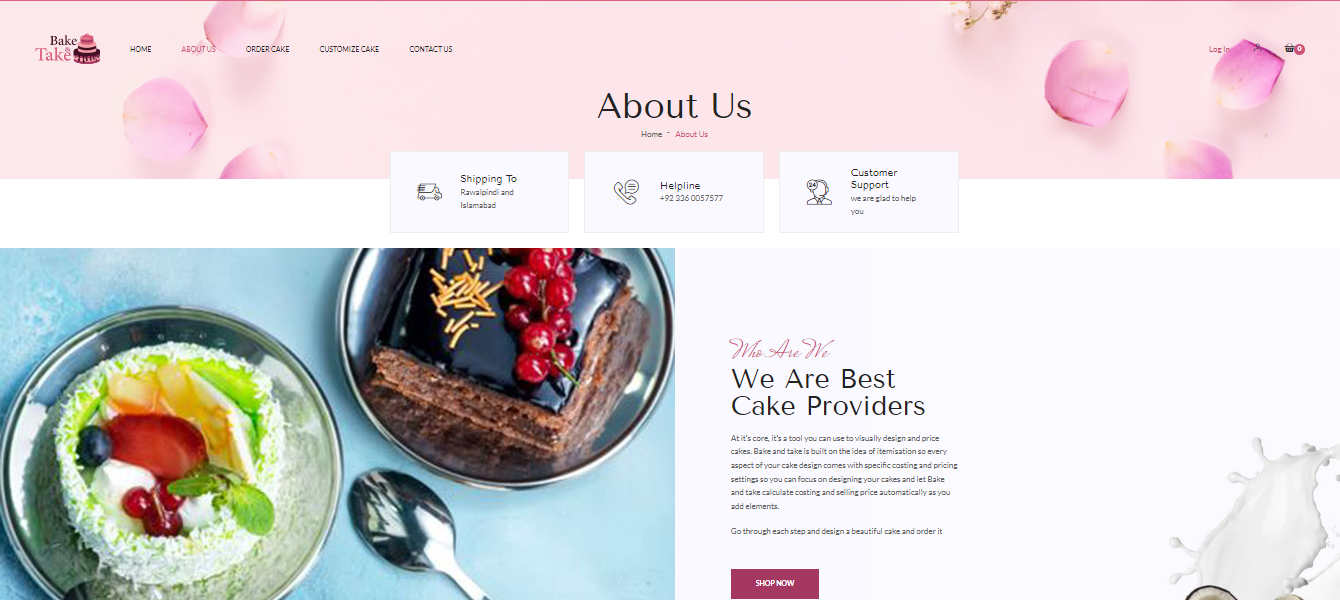 Bake
& Take
HOME
ABOUT US
ORDER CAKE
CUSTOMIZE CAKE
CONTACT US
Log In
0
About Us
Home - About Us
Shipping To
Rawalpindi and
Islamabad
Helpline
+92 336 0057577
24
Customer
Support
we are glad to help
you
Who Are We
We Are Best
Cake Providers
At it's core, it's a tool you can use to visually design and price
cakes. Bake and take is built on the idea of itemisation so every
aspect of your cake design comes with specific costing and pricing
settings so you can focus on designing your cakes and let Bake
and take calculate costing and selling price automatically as you
add elements.
Go through each step and design a beautiful cake and order it
SHOP NOW